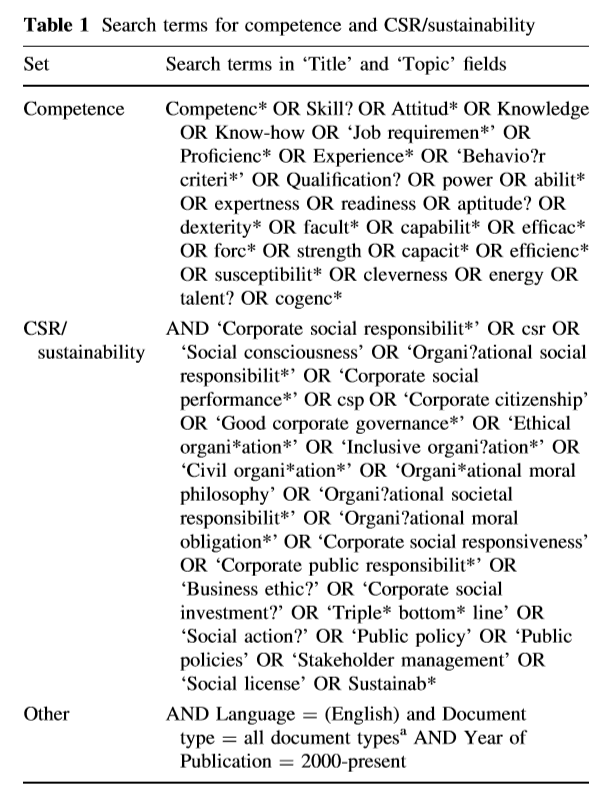 Table 1 Search terms for competence and CSR/sustainability
Set Search terms in 'Title' and 'Topic' fields
Competence Competenc* OR Skill? OR Attitud* OR Knowledge
OR Know-how OR 'Job requiremen*' OR
Proficienc* OR Experience* OR 'Behavio?r
criteri*' OR Qualification? OR power OR abilit*
OR expertness OR readiness OR aptitude? OR
dexterity* OR facult* OR capabilit* OR efficac*
OR forc* OR strength OR capacit* OR efficienc*
OR susceptibilit* OR cleverness OR energy OR
talent? OR cogenc*
CSR/ AND 'Corporate social responsibilit*' OR csr OR
sustainability 'Social consciousness' OR 'Organi?ational social
responsibilit*' OR 'Corporate social
performance*' OR csp OR 'Corporate citizenship'
OR 'Good corporate governance*' OR 'Ethical
organi*ation*' OR 'Inclusive organi?ation*' OR
'Civil organi*ation*' OR 'Organi*ational moral
philosophy' OR 'Organi?ational societal
responsibilit*' OR 'Organi?ational moral
obligation*' OR 'Corporate social responsiveness'
OR 'Corporate public responsibilit*' OR
'Business ethic?' OR 'Corporate social
investment?' OR 'Triple* bottom* line' OR
'Social action?' OR 'Public policy' OR 'Public
policies' OR 'Stakeholder management' OR
'Social license' OR Sustainab*
Other AND Language = (English) and Document
type = all document typesᵃ AND Year of
Publication = 2000-present